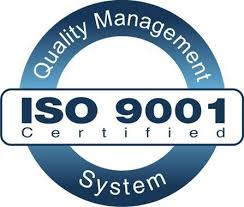 Quality Management
ISO 9001
Certified
System